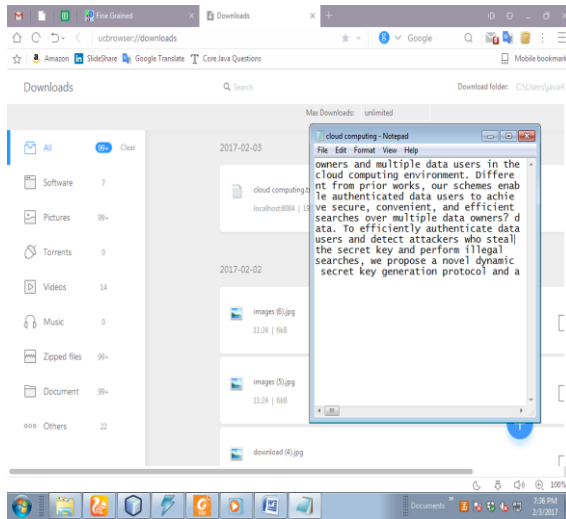 Fine Grained
Downloads
ucbrowser://downloads
Google
Amazon
SlideShare
Google Translate
Core Java Questions
Mobile bookmark
Downloads
Search
Download folder:
Max Downloads: unlimited
All 99+ Clear
Software 7
Pictures 99+
Torrents 0
Videos 14
Music 0
Zipped files 99+
Document 99+
Others 22
2017-02-03
cloud computing.t
localhost:8084 | 19
2017-02-02
images (6).jpg
11:24 | 6kB
images (5).jpg
11:24 | 6kB
download (4).jpg
cloud computing - Notepad
File Edit Format View Help
owners and multiple data users in the
cloud computing environment. Differe
nt from prior works, our schemes enab
le authenticated data users to achie
ve secure, convenient, and efficient
searches over multiple data owners? d
ata. To efficiently authenticate data
users and detect attackers who steal
the secret key and perform illegal
searches, we propose a novel dynamic
secret key generation protocol and a
100%
Documents
7:36 PM
2/3/2017